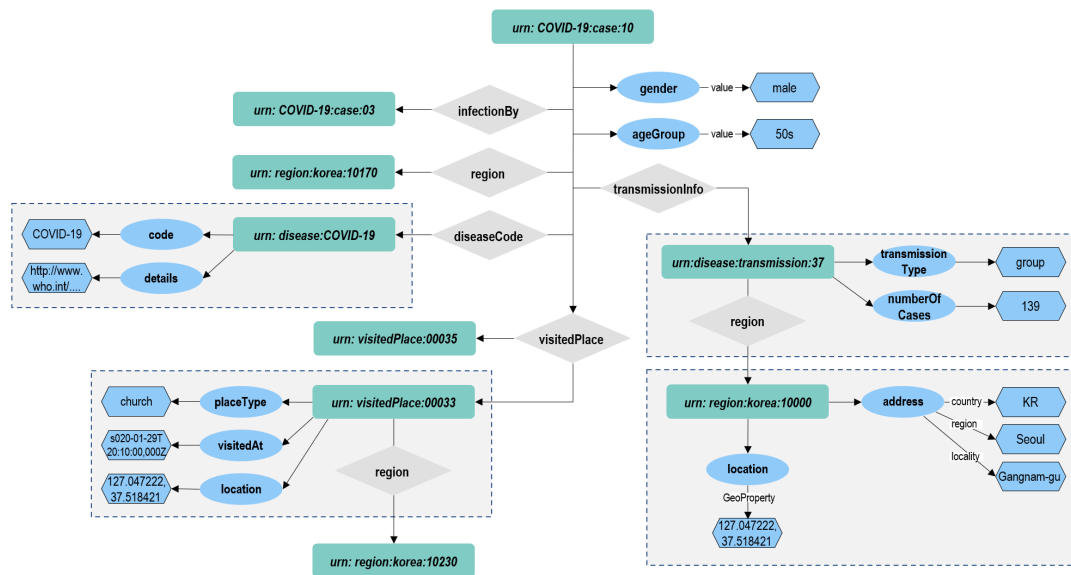 urn: COVID-19:case:10
gender
value
male
urn: COVID-19:case:03
infectionBy
ageGroup
value
50s
urn: region:korea:10170
region
transmissionInfo
COVID-19
code
urn: disease:COVID-19
diseaseCode
http://www.
who.int/....
details
urn:disease:transmission:37
transmission
Type
group
numberOf
Cases
139
region
urn: visitedPlace:00035
visitedPlace
church
placeType
urn: visitedPlace:00033
s020-01-29T
20:10:00,000Z
visitedAt
127.047222,
37.518421
location
region
urn: region:korea:10230
urn: region:korea:10000
address
country
KR
region
Seoul
locality
Gangnam-gu
location
GeoProperty
127.047222,
37.518421